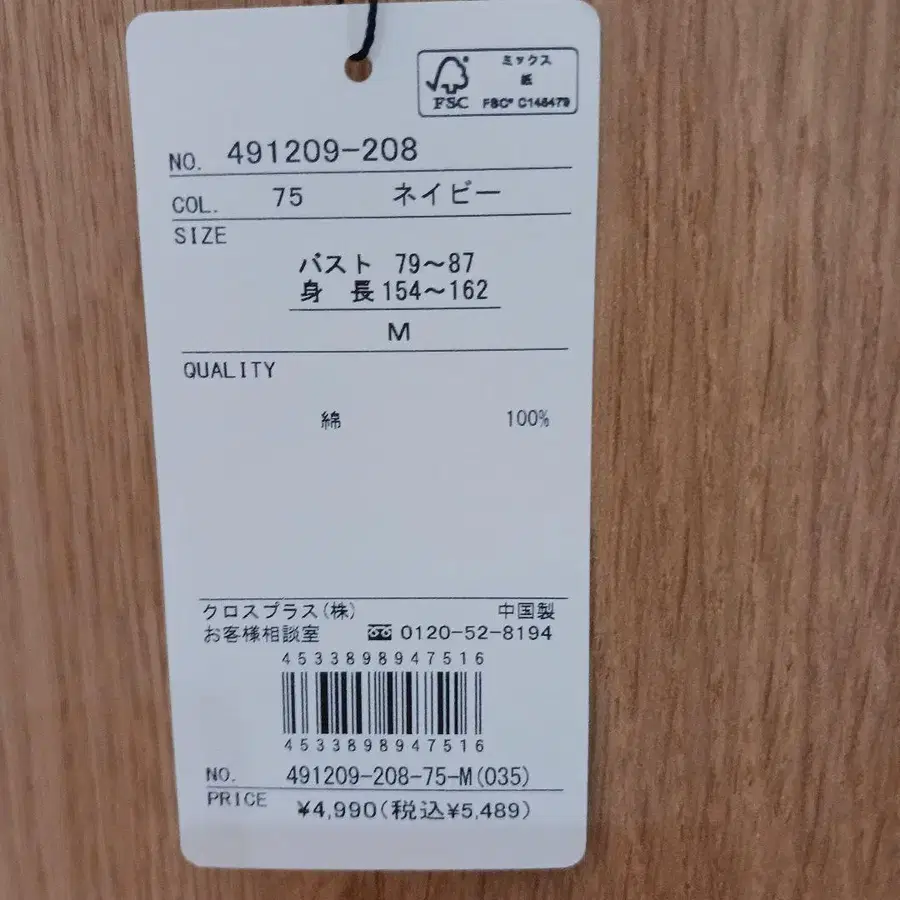 ミックス
紙
FSC
FSC® C148479
NO. 491209-208
COL. 75 ネイビー
SIZE
バスト 79〜87
身 長 154〜162
M
QUALITY
綿 100%
クロスプラス(株) 中国製
お客様相談室 0120-52-8194
4533898947516
4533898947516
NO. 491209-208-75-M(035)
PRICE ¥4,990(税込¥5,489)